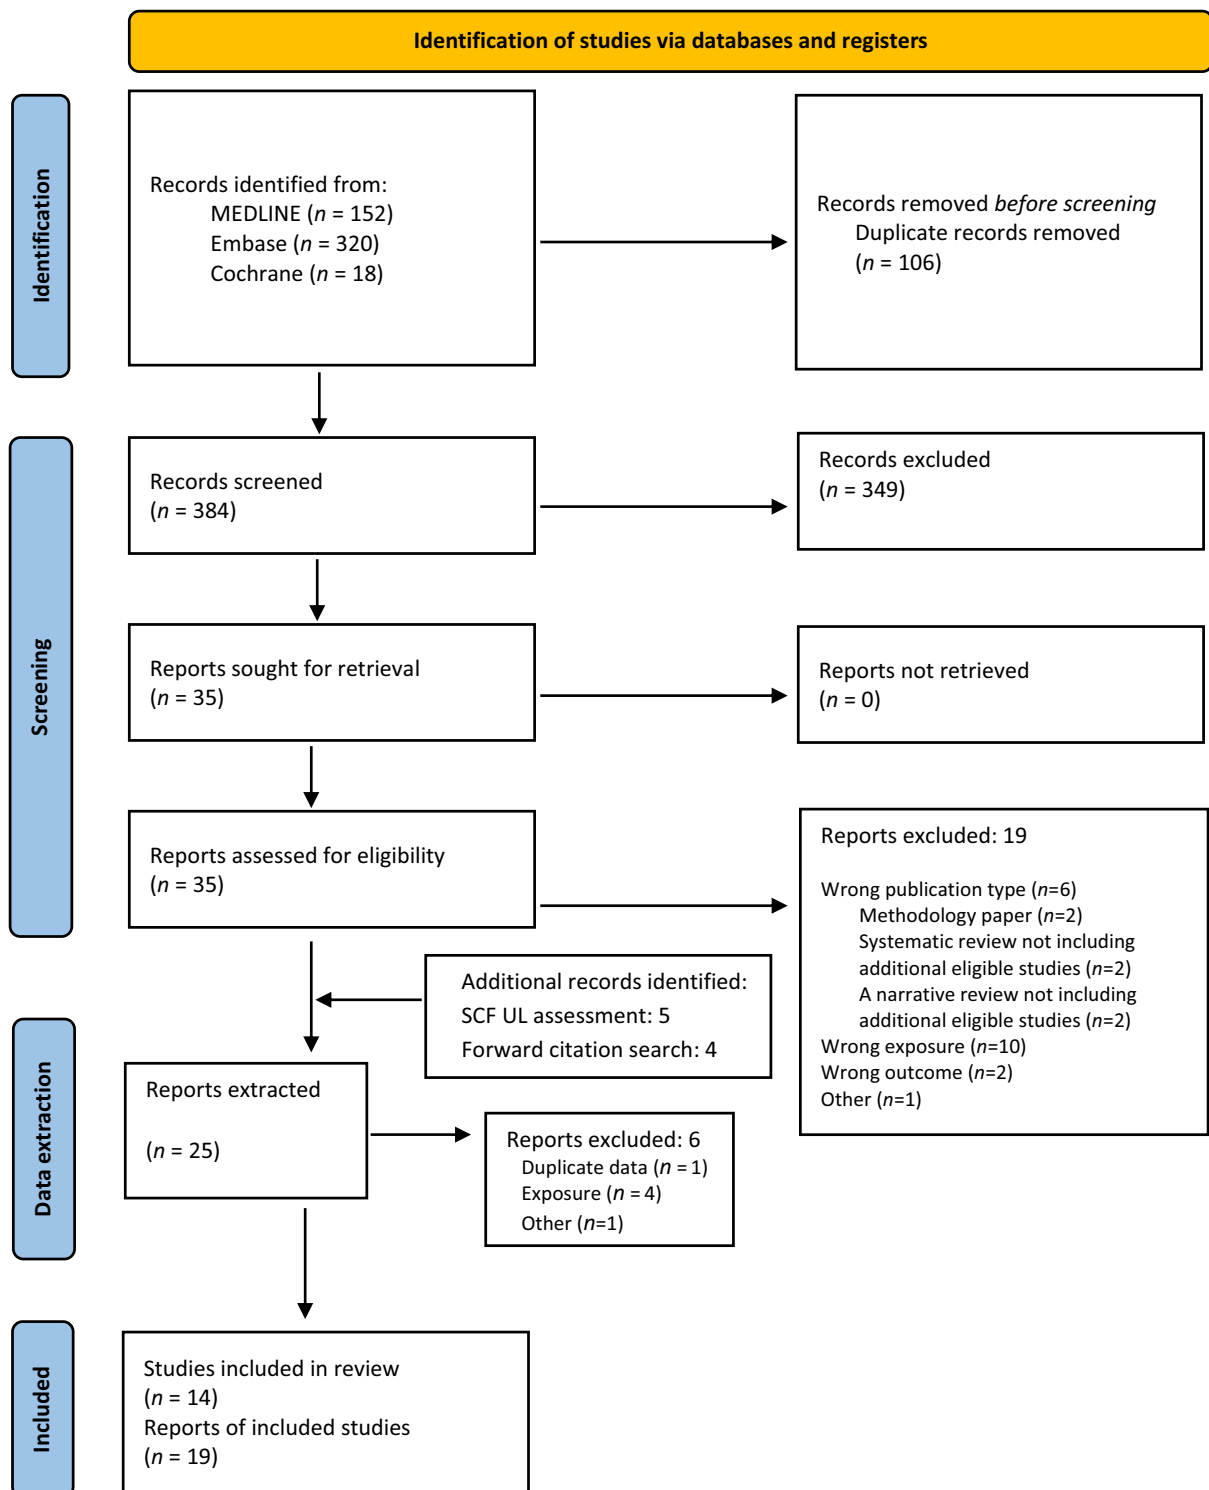 Identification of studies via databases and registers
Identification
Records identified from:
MEDLINE (n = 152)
Embase (n = 320)
Cochrane (n = 18)
Records removed before screening
Duplicate records removed
(n = 106)
Screening
Records screened
(n = 384)
Records excluded
(n = 349)
Reports sought for retrieval
(n = 35)
Reports not retrieved
(n = 0)
Reports assessed for eligibility
(n = 35)
Reports excluded: 19
Wrong publication type (n=6)
Methodology paper (n=2)
Systematic review not including
additional eligible studies (n=2)
A narrative review not including
additional eligible studies (n=2)
Wrong exposure (n=10)
Wrong outcome (n=2)
Other (n=1)
Additional records identified:
SCF UL assessment: 5
Forward citation search: 4
Data extraction
Reports extracted
(n = 25)
Reports excluded: 6
Duplicate data (n = 1)
Exposure (n = 4)
Other (n=1)
Included
Studies included in review
(n = 14)
Reports of included studies
(n = 19)